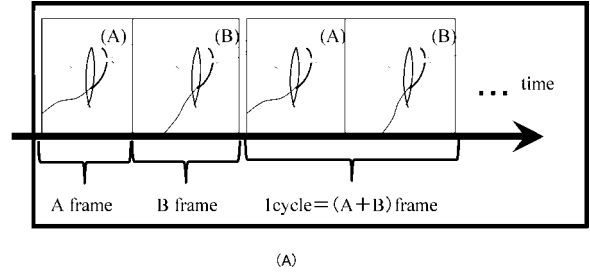 (A) (B) (A) (B)
... time
A frame B frame 1cycle=(A+B)frame
(A)